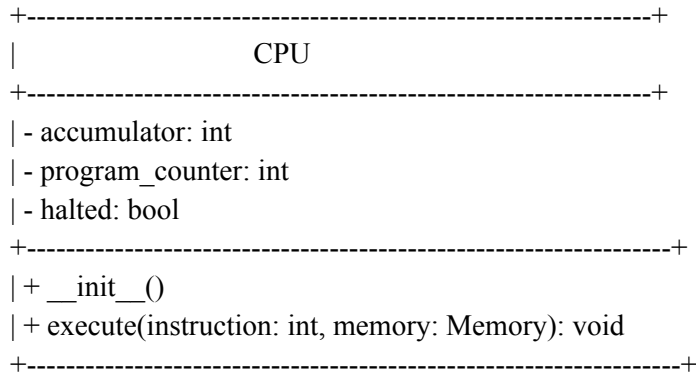 +----------------------------------------------------------------+
| CPU
+----------------------------------------------------------------+
| - accumulator: int
| - program_counter: int
| - halted: bool
+------------------------------------------------------------------+
| + __init__()
| + execute(instruction: int, memory: Memory): void
+-------------------------------------------------------------------+